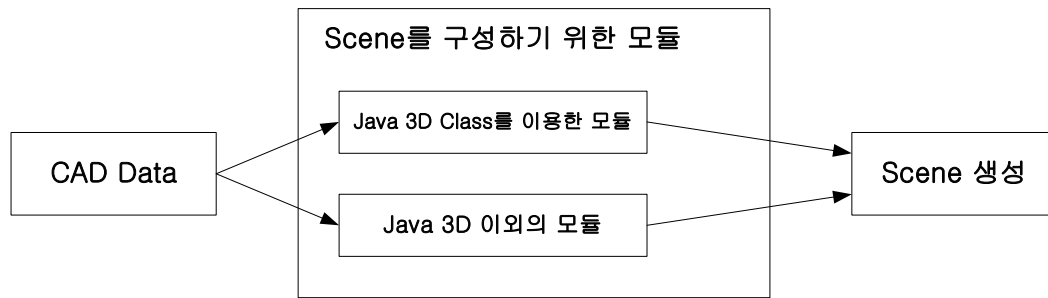 Scene를 구성하기 위한 모듈
CAD Data
Java 3D Class를 이용한 모듈
Java 3D 이외의 모듈
Scene 생성